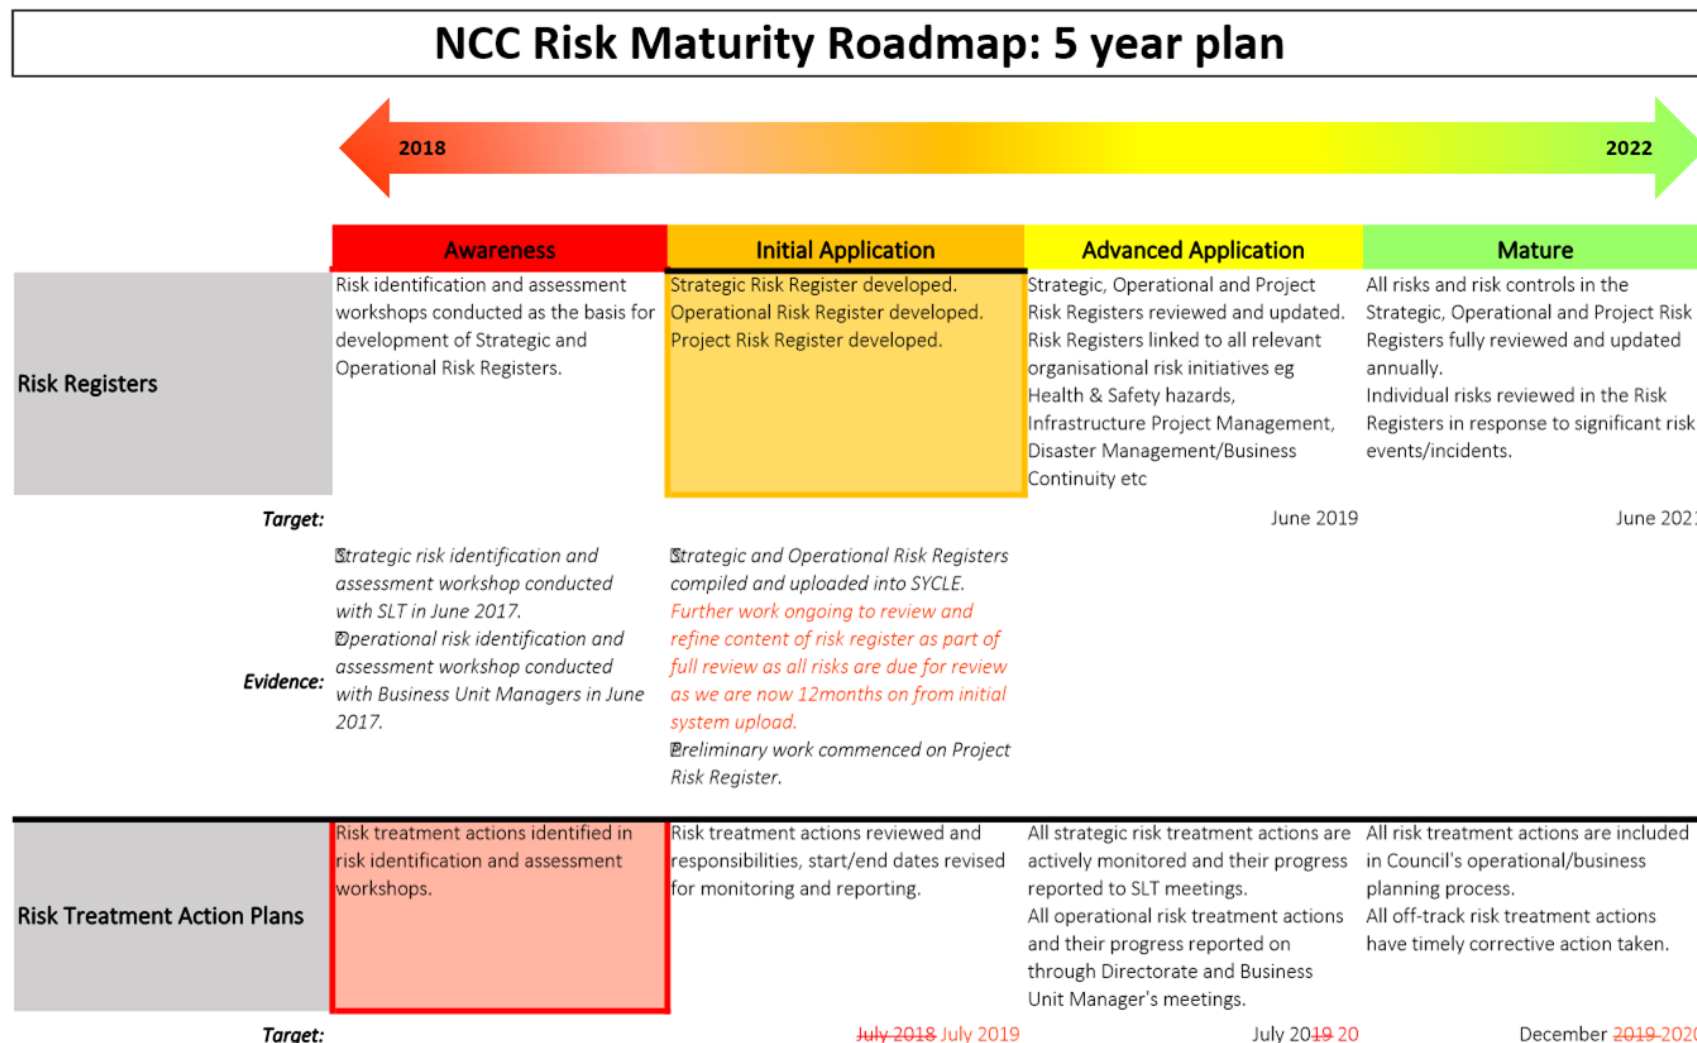 NCC Risk Maturity Roadmap: 5 year plan
2018
2022
Awareness
Initial Application
Advanced Application
Mature
Risk Registers
Risk identification and assessment
workshops conducted as the basis for
development of Strategic and
Operational Risk Registers.
Strategic Risk Register developed.
Operational Risk Register developed.
Project Risk Register developed.
Strategic, Operational and Project
Risk Registers reviewed and updated.
Risk Registers linked to all relevant
organisational risk initiatives eg
Health & Safety hazards,
Infrastructure Project Management,
Disaster Management/Business
Continuity etc
All risks and risk controls in the
Strategic, Operational and Project Risk
Registers fully reviewed and updated
annually.
Individual risks reviewed in the Risk
Registers in response to significant risk
events/incidents.
Target:
June 2019
June 2021
Evidence:
Strategic risk identification and
assessment workshop conducted
with SLT in June 2017.
Operational risk identification and
assessment workshop conducted
with Business Unit Managers in June
2017.
Strategic and Operational Risk Registers
compiled and uploaded into SYCLE.
Further work ongoing to review and
refine content of risk register as part of
full review as all risks are due for review
as we are now 12months on from initial
system upload.
Preliminary work commenced on Project
Risk Register.
Risk Treatment Action Plans
Risk treatment actions identified in
risk identification and assessment
workshops.
Risk treatment actions reviewed and
responsibilities, start/end dates revised
for monitoring and reporting.
All strategic risk treatment actions are
actively monitored and their progress
reported to SLT meetings.
All operational risk treatment actions
and their progress reported on
through Directorate and Business
Unit Manager's meetings.
All risk treatment actions are included
in Council's operational/business
planning process.
All off-track risk treatment actions
have timely corrective action taken.
Target:
July 2018 July 2019
July 2019 20
December 2019 2020